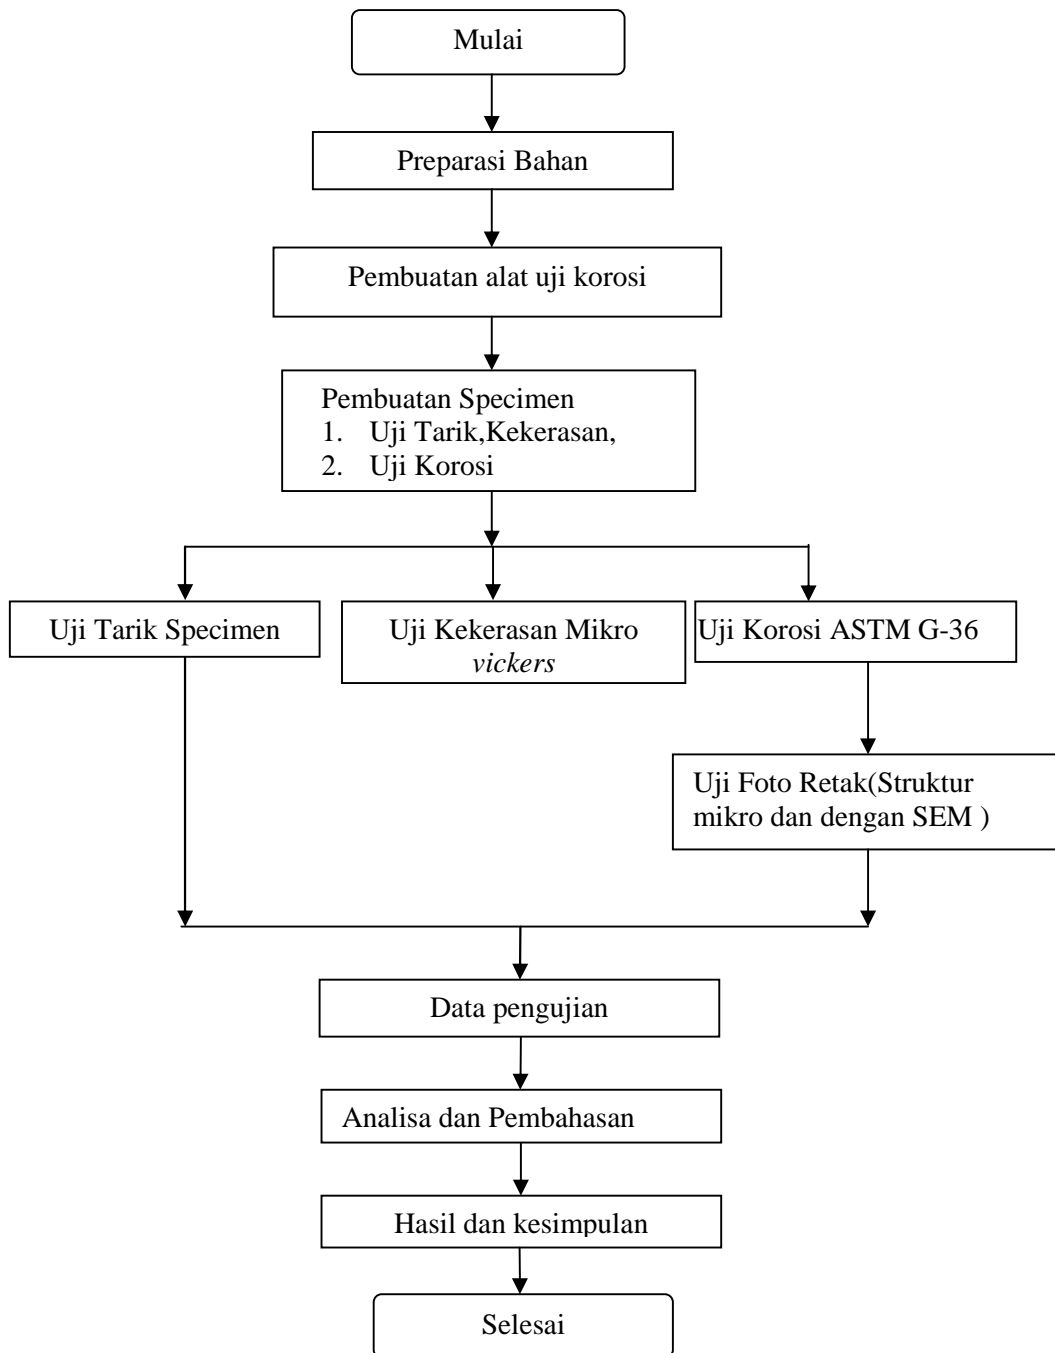 Mulai
Preparasi Bahan
Pembuatan alat uji korosi
Pembuatan Specimen
1. Uji Tarik,Kekerasan,
2. Uji Korosi
Uji Tarik Specimen
Uji Kekerasan Mikro
vickers
Uji Korosi ASTM G-36
Uji Foto Retak(Struktur
mikro dan dengan SEM )
Data pengujian
Analisa dan Pembahasan
Hasil dan kesimpulan
Selesai